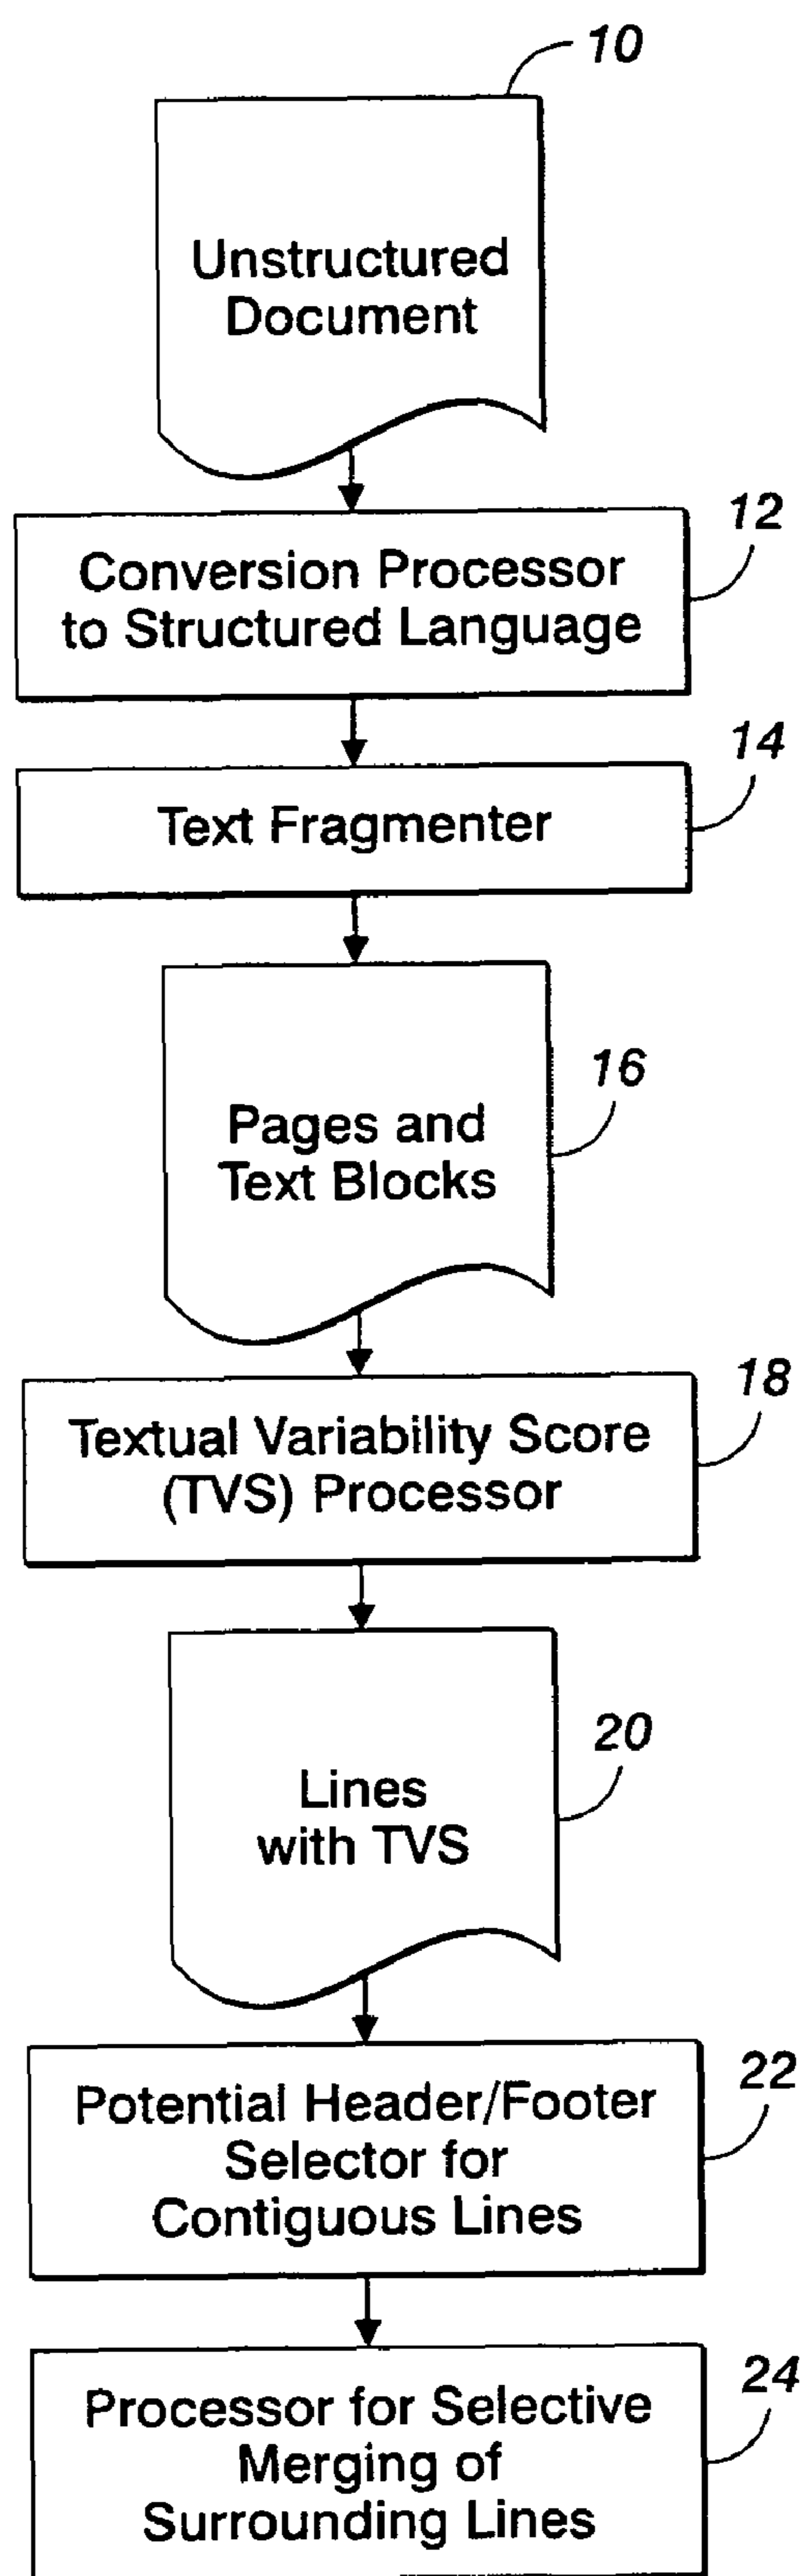 10
Unstructured
Document
12
Conversion Processor
to Structured Language
14
Text Fragmenter
16
Pages and
Text Blocks
18
Textual Variability Score
(TVS) Processor
20
Lines
with TVS
22
Potential Header/Footer
Selector for
Contiguous Lines
24
Processor for Selective
Merging of
Surrounding Lines